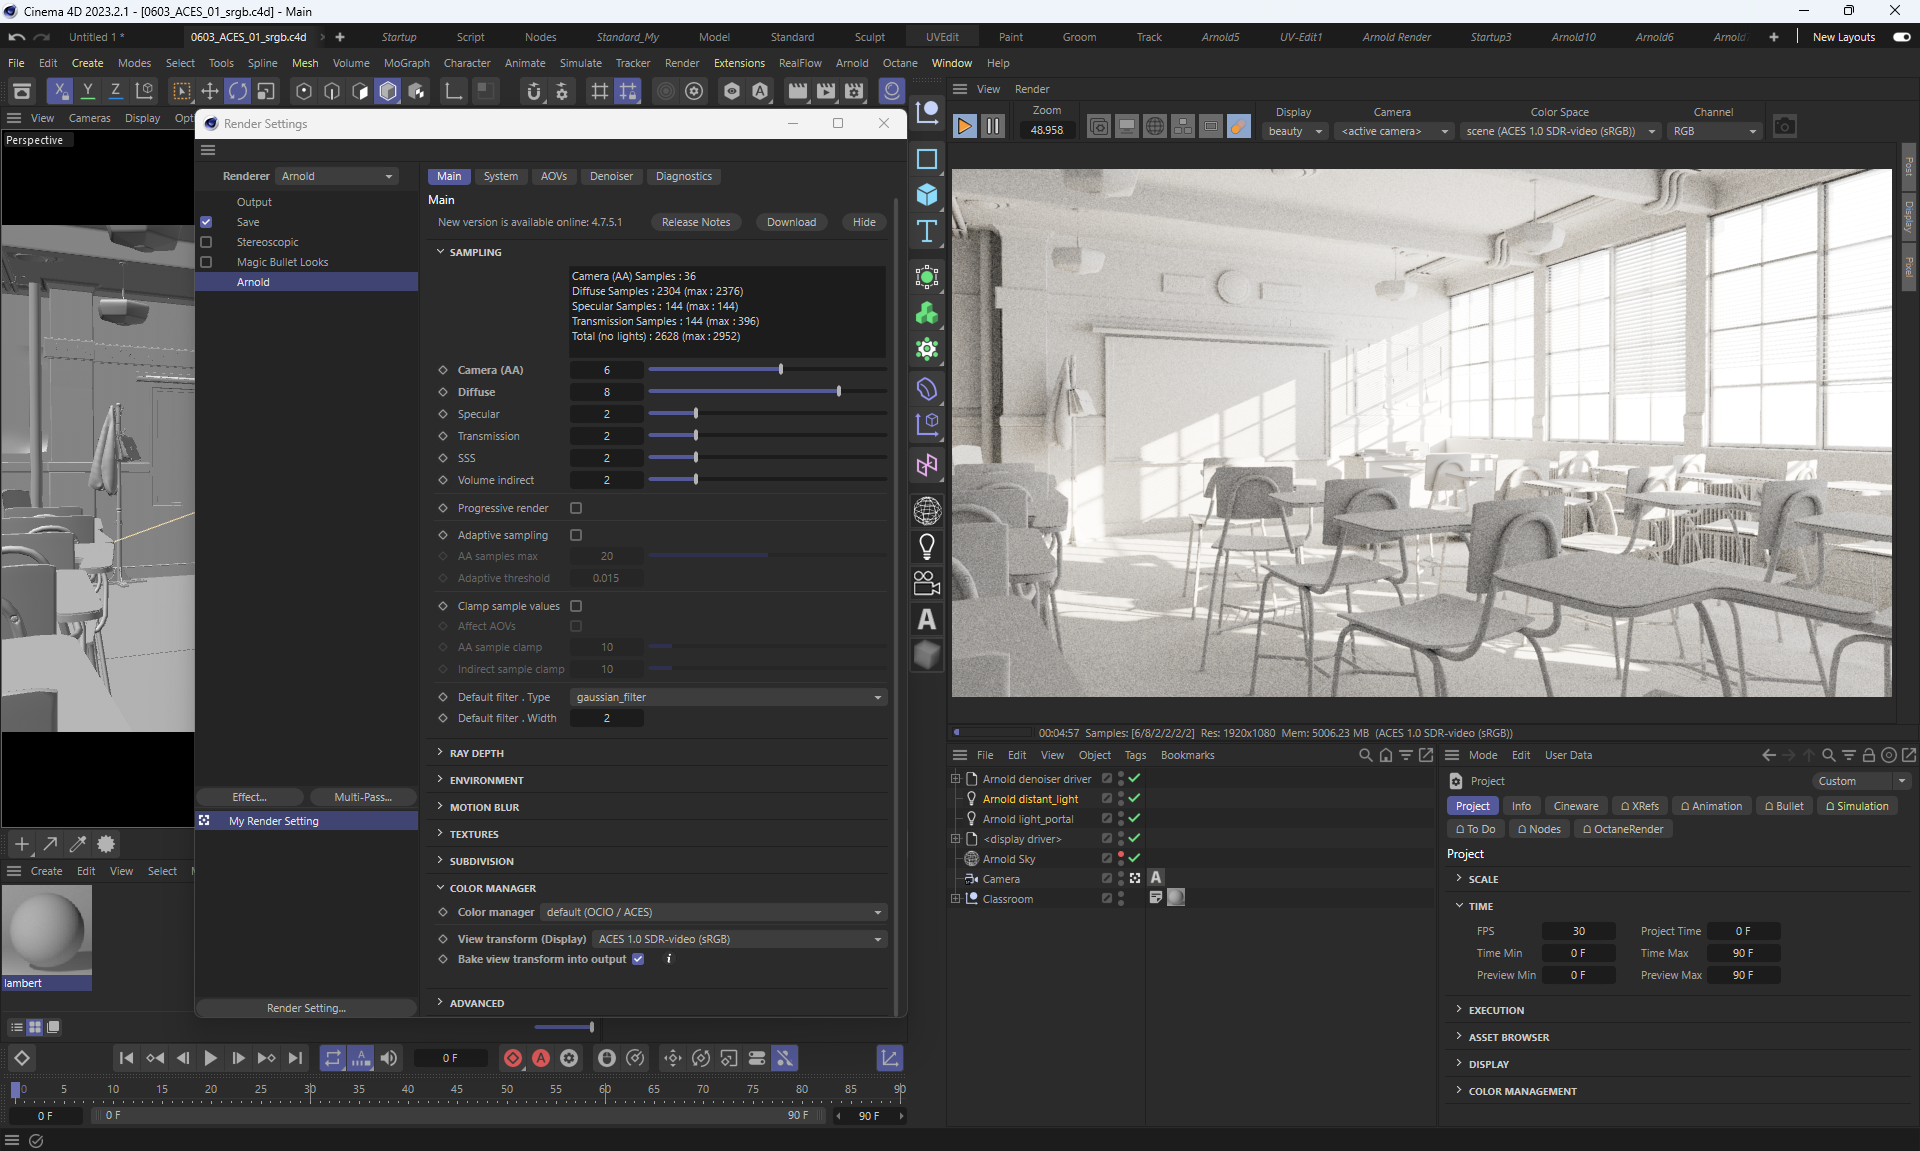 Cinema 4D 2023.2.1 - [0603_ACES_01_srgb.c4d] - Main
Untitled 1 *
0603_ACES_01_srgb.c4d
Startup
Script
Nodes
Standard_My
Model
Standard
Sculpt
UVEdit
Paint
Groom
Track
Arnold5
UV-Edit1
Arnold Render
Startup3
Arnold10
Arnold6
Arnold
New Layouts
File Edit Create Modes Select Tools Spline Mesh Volume MoGraph Character Animate Simulate Tracker Render Extensions RealFlow Arnold Octane Window Help
X Y Z
View Cameras Display Opti
Perspective
Render Settings
Renderer Arnold
Output
Save
Stereoscopic
Magic Bullet Looks
Arnold
Effect...
Multi-Pass...
My Render Setting
Render Setting...
Main System AOVs Denoiser Diagnostics
Main
New version is available online: 4.7.5.1
Release Notes
Download
Hide
SAMPLING
Camera (AA) Samples : 36
Diffuse Samples : 2304 (max : 2376)
Specular Samples : 144 (max : 144)
Transmission Samples : 144 (max : 396)
Total (no lights) : 2628 (max : 2952)
Camera (AA) 6
Diffuse 8
Specular 2
Transmission 2
SSS 2
Volume indirect 2
Progressive render
Adaptive sampling
AA samples max 20
Adaptive threshold 0.015
Clamp sample values
Affect AOVs
AA sample clamp 10
Indirect sample clamp 10
Default filter . Type gaussian_filter
Default filter . Width 2
RAY DEPTH
ENVIRONMENT
MOTION BLUR
TEXTURES
SUBDIVISION
COLOR MANAGER
Color manager default (OCIO / ACES)
View transform (Display) ACES 1.0 SDR-video (sRGB)
Bake view transform into output
ADVANCED
Create Edit View Select
lambert
View Render
Zoom
48.958
Display
beauty
Camera
<active camera>
Color Space
scene (ACES 1.0 SDR-video (sRGB))
Channel
RGB
Post
Display
Pixel
00:04:57 Samples: [6/8/2/2/2/2] Res: 1920x1080 Mem: 5006.23 MB (ACES 1.0 SDR-video (sRGB))
File Edit View Object Tags Bookmarks
Arnold denoiser driver
Arnold distant_light
Arnold light_portal
<display driver>
Arnold Sky
Camera
Classroom
Mode Edit User Data
Project
Custom
Project Info Cineware XRefs Animation Bullet Simulation
To Do Nodes OctaneRender
Project
SCALE
TIME
FPS 30 Project Time 0 F
Time Min 0 F Time Max 90 F
Preview Min 0 F Preview Max 90 F
EXECUTION
ASSET BROWSER
DISPLAY
COLOR MANAGEMENT
0 F
0 5 10 15 20 25 30 35 40 45 50 55 60 65 70 75 80 85 90
0 F 0 F 90 F 90 F